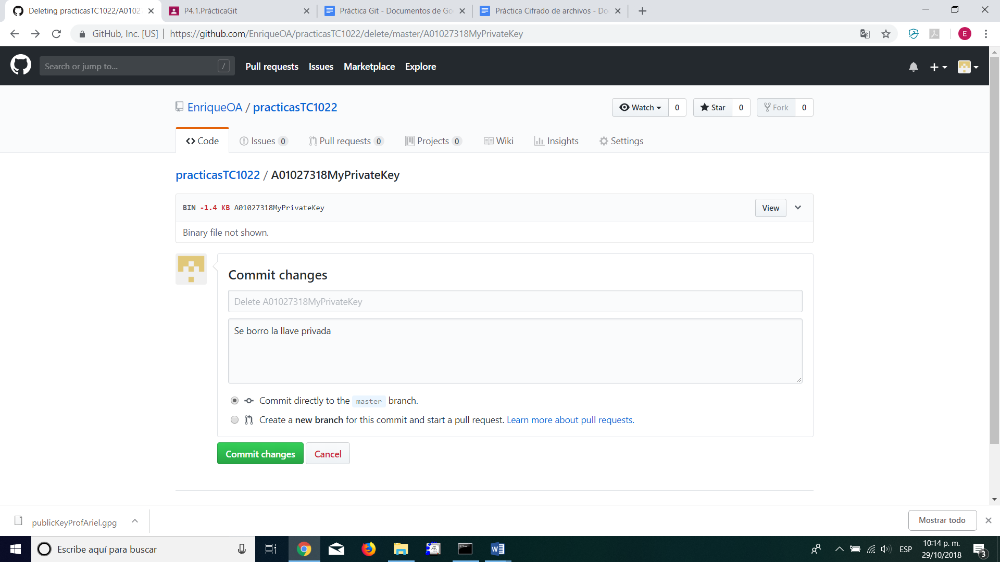 Deleting practicasTC1022/A0102
P4.1.PrácticaGit
Práctica Git - Documentos de Go
Práctica Cifrado de archivos - Do
GitHub, Inc. [US] | https://github.com/EnriqueOA/practicasTC1022/delete/master/A01027318MyPrivateKey
E
Search or jump to...
/
Pull requests
Issues
Marketplace
Explore
EnriqueOA / practicasTC1022
Watch 0
Star 0
Fork 0
<> Code
Issues 0
Pull requests 0
Projects 0
Wiki
Insights
Settings
practicasTC1022 / A01027318MyPrivateKey
BIN -1.4 KB A01027318MyPrivateKey
View
Binary file not shown.
Commit changes
Delete A01027318MyPrivateKey
Se borro la llave privada
Commit directly to the master branch.
Create a new branch for this commit and start a pull request. Learn more about pull requests.
Commit changes
Cancel
publicKeyProfAriel.gpg
Mostrar todo
Escribe aquí para buscar
ESP
10:14 p. m.
29/10/2018
3